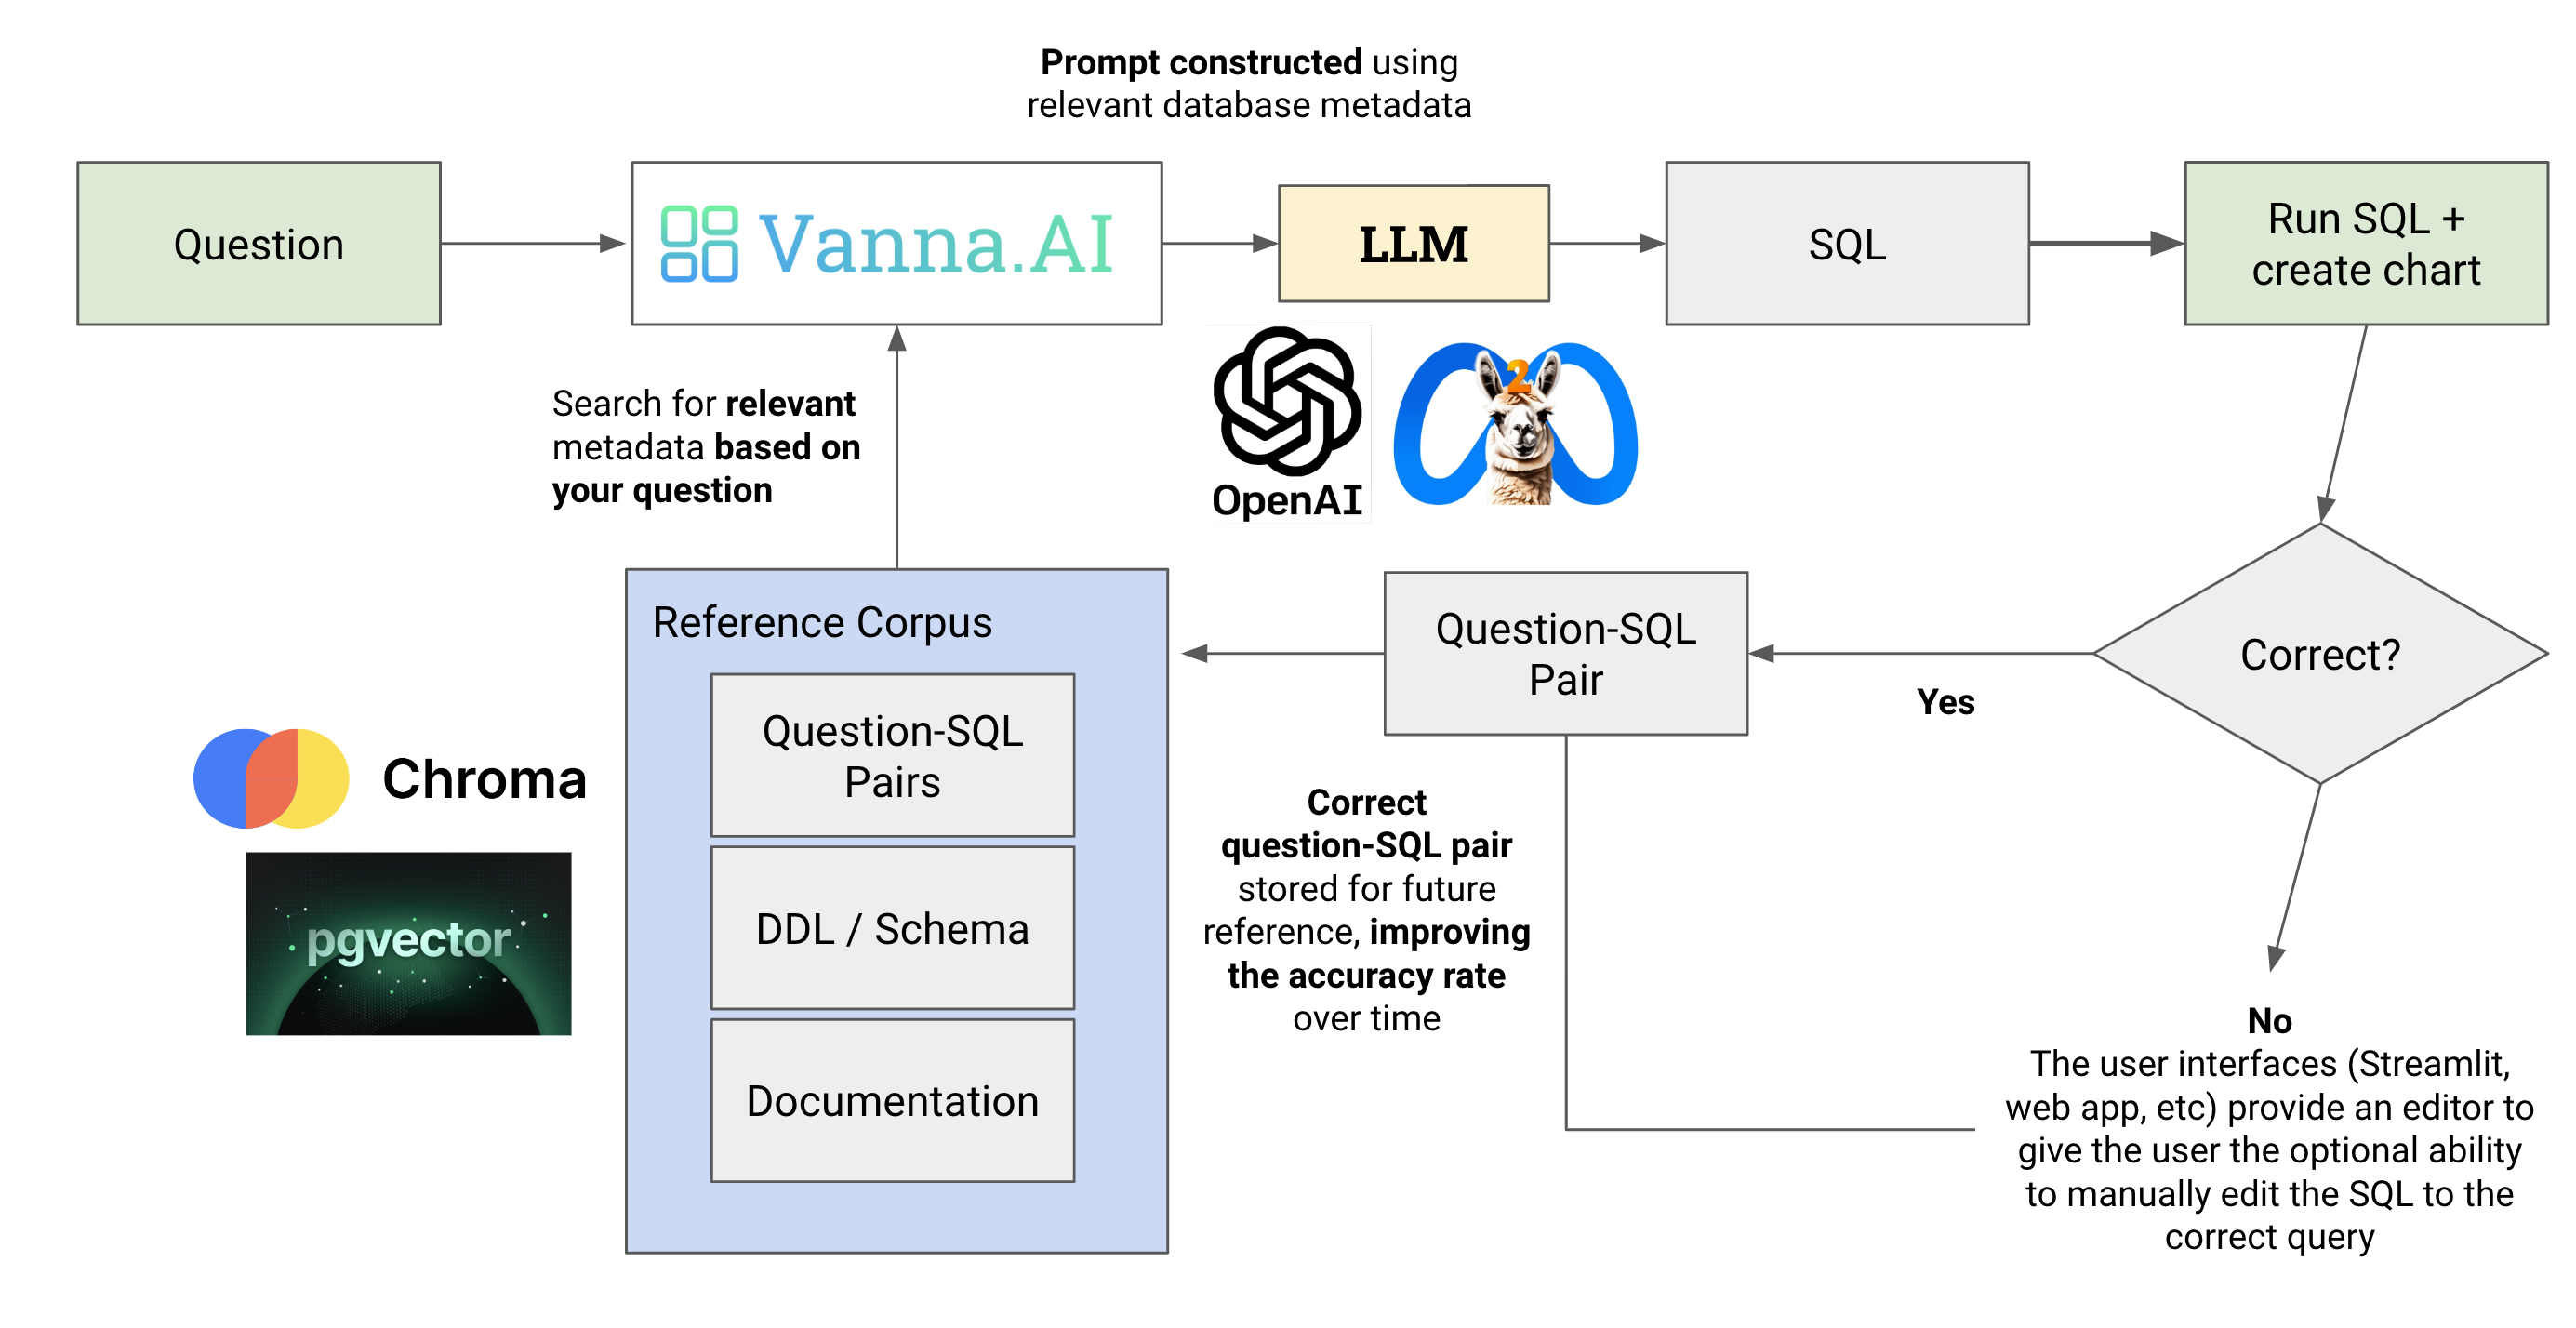 Prompt constructed using
relevant database metadata
Question
Vanna.AI
LLM
SQL
Run SQL +
create chart
Search for relevant
metadata based on
your question
OpenAI
2
Reference Corpus
Question-SQL
Pairs
DDL / Schema
Documentation
Chroma
pgvector
Question-SQL
Pair
Yes
Correct?
Correct
question-SQL pair
stored for future
reference, improving
the accuracy rate
over time
No
The user interfaces (Streamlit,
web app, etc) provide an editor to
give the user the optional ability
to manually edit the SQL to the
correct query